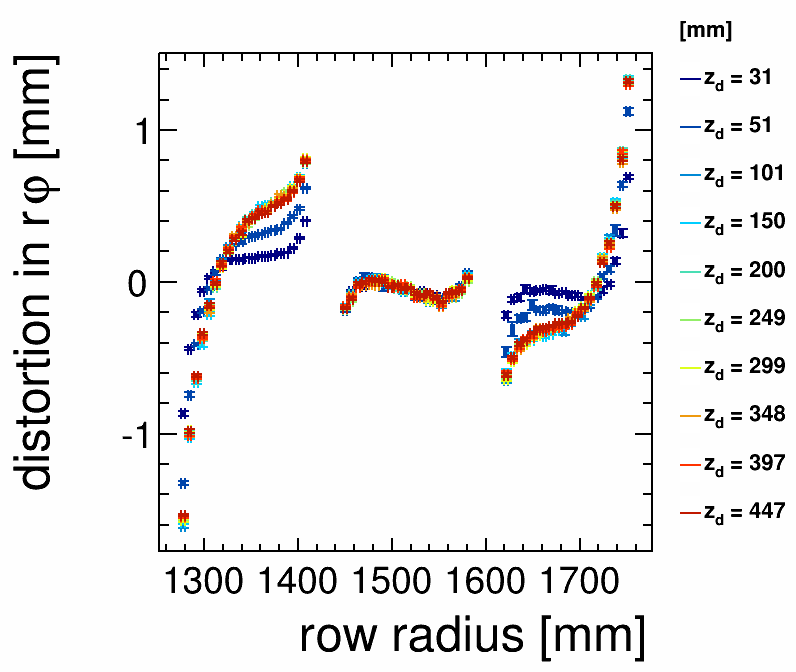 [mm]
z_d = 31
z_d = 51
z_d = 101
z_d = 150
z_d = 200
z_d = 249
z_d = 299
z_d = 348
z_d = 397
z_d = 447
distortion in r φ [mm]
1
0
-1
1300 1400 1500 1600 1700
row radius [mm]